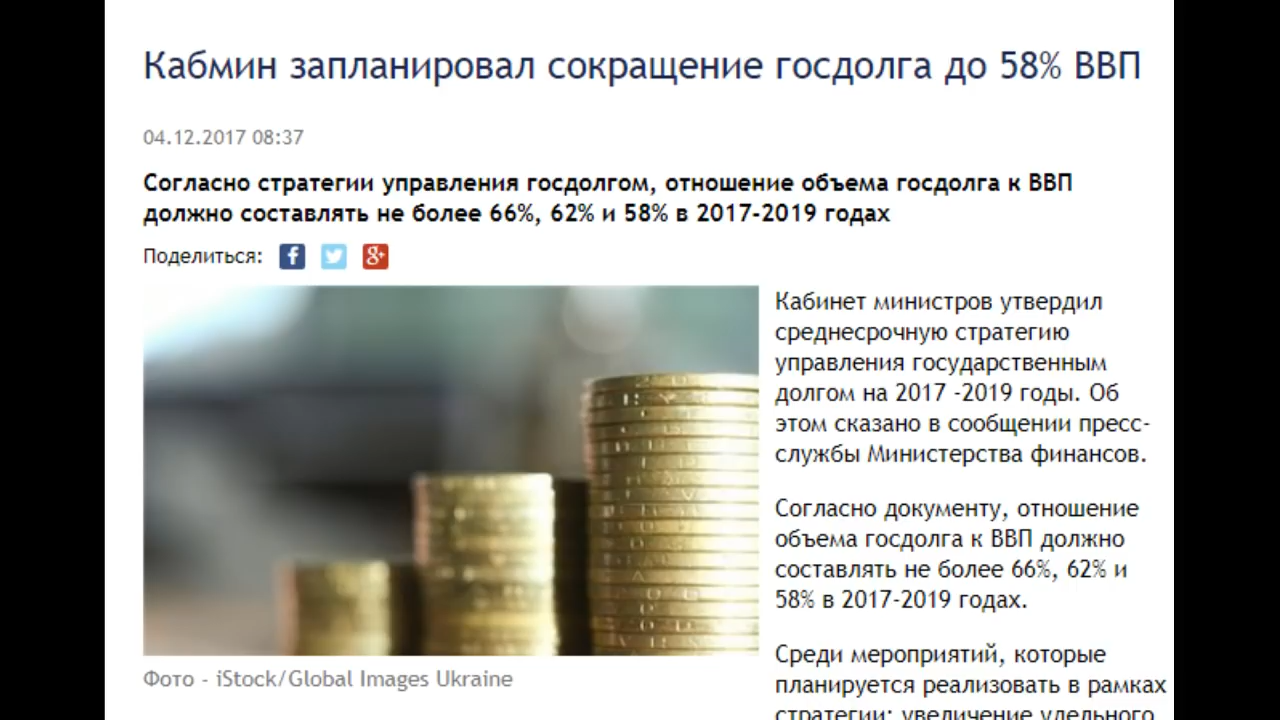 Кабмин запланировал сокращение госдолга до 58% ВВП
04.12.2017 08:37
Согласно стратегии управления госдолгом, отношение объема госдолга к ВВП
должно составлять не более 66%, 62% и 58% в 2017-2019 годах
Поделиться: f g+
Кабинет министров утвердил
среднесрочную стратегию
управления государственным
долгом на 2017 -2019 годы. Об
этом сказано в сообщении пресс-
службы Министерства финансов.
Согласно документу, отношение
объема госдолга к ВВП должно
составлять не более 66%, 62% и
58% в 2017-2019 годах.
Среди мероприятий, которые
планируется реализовать в рамках
стратегии: увеличение удельного
Фото - iStock/Global Images Ukraine